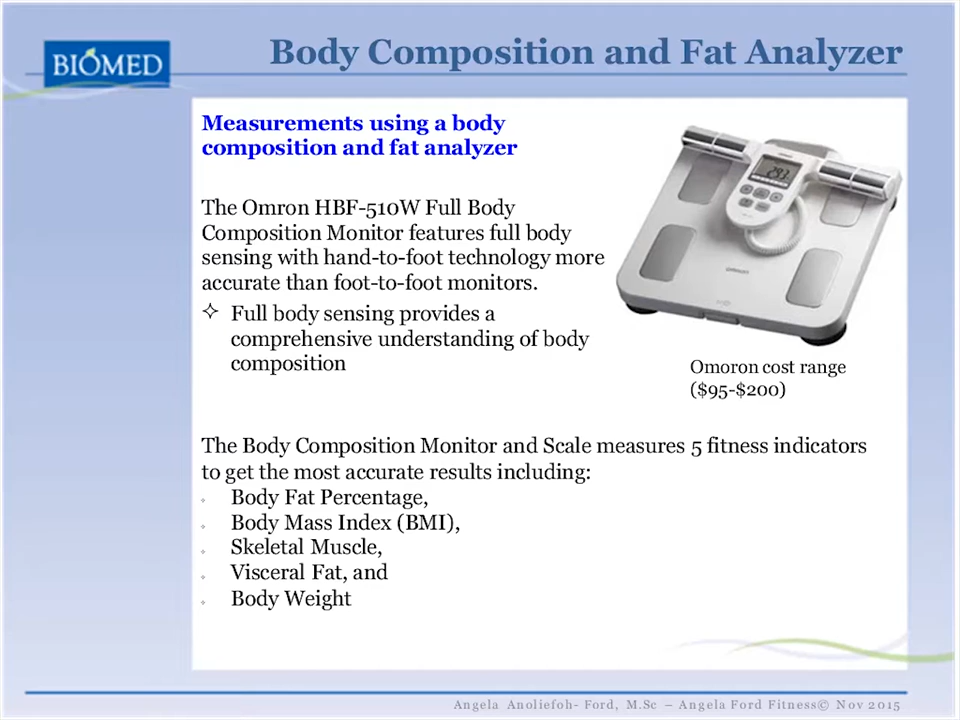 BIOMED
Body Composition and Fat Analyzer
Measurements using a body
composition and fat analyzer
The Omron HBF-510W Full Body
Composition Monitor features full body
sensing with hand-to-foot technology more
accurate than foot-to-foot monitors.
Full body sensing provides a
comprehensive understanding of body
composition
Omoron cost range
($95-$200)
The Body Composition Monitor and Scale measures 5 fitness indicators
to get the most accurate results including:
Body Fat Percentage,
Body Mass Index (BMI),
Skeletal Muscle,
Visceral Fat, and
Body Weight
Angela Anoliefoh- Ford, M.Sc – Angela Ford Fitness© Nov 2015